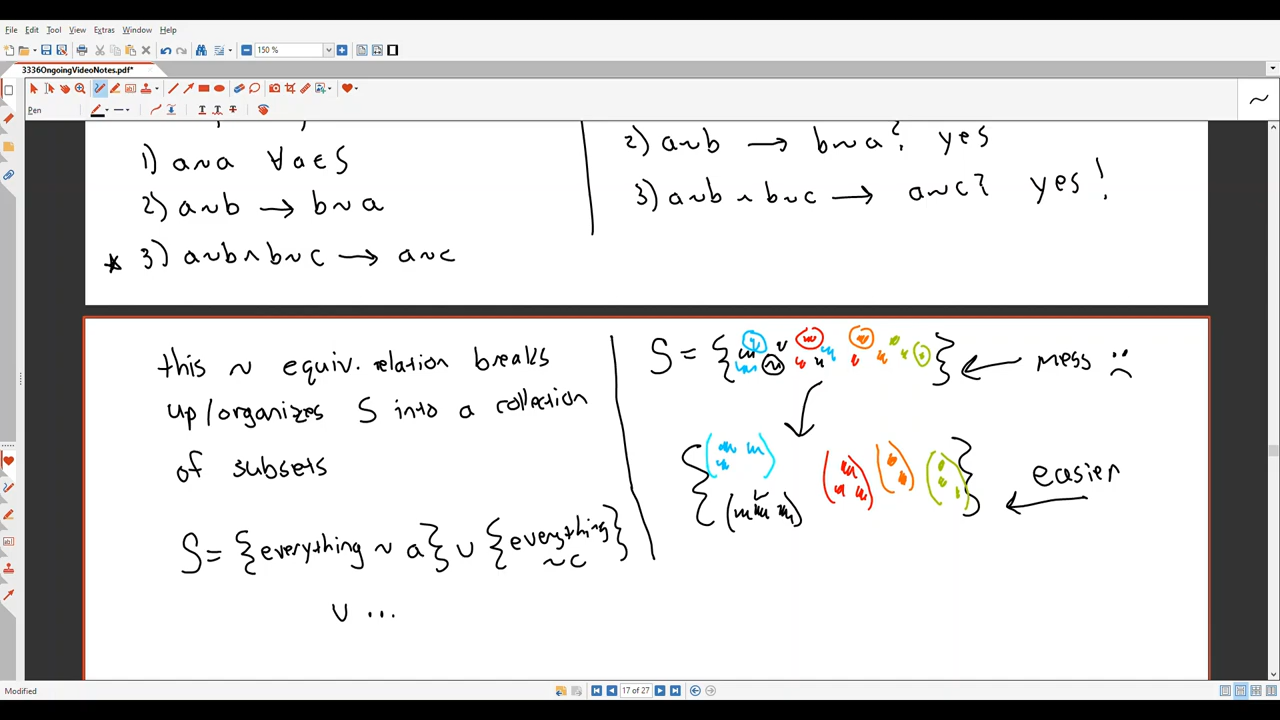 File Edit Tool View Extras Window Help
150 %
3336OngoingVideoNotes.pdf*
Pen
1) a~a ∀a∈S
2) a~b → b~a
* 3) a~b ∧ b~c → a~c
2) a~b → b~a? yes
3) a~b ∧ b~c → a~c? yes!
this ~ equiv. relation breaks
up/organizes S into a collection
of subsets
S = {everything ~ a} ∪ {everything
~c}
∪ ...
S = {
} ← mess :(
{
} easier
Modified
17 of 27